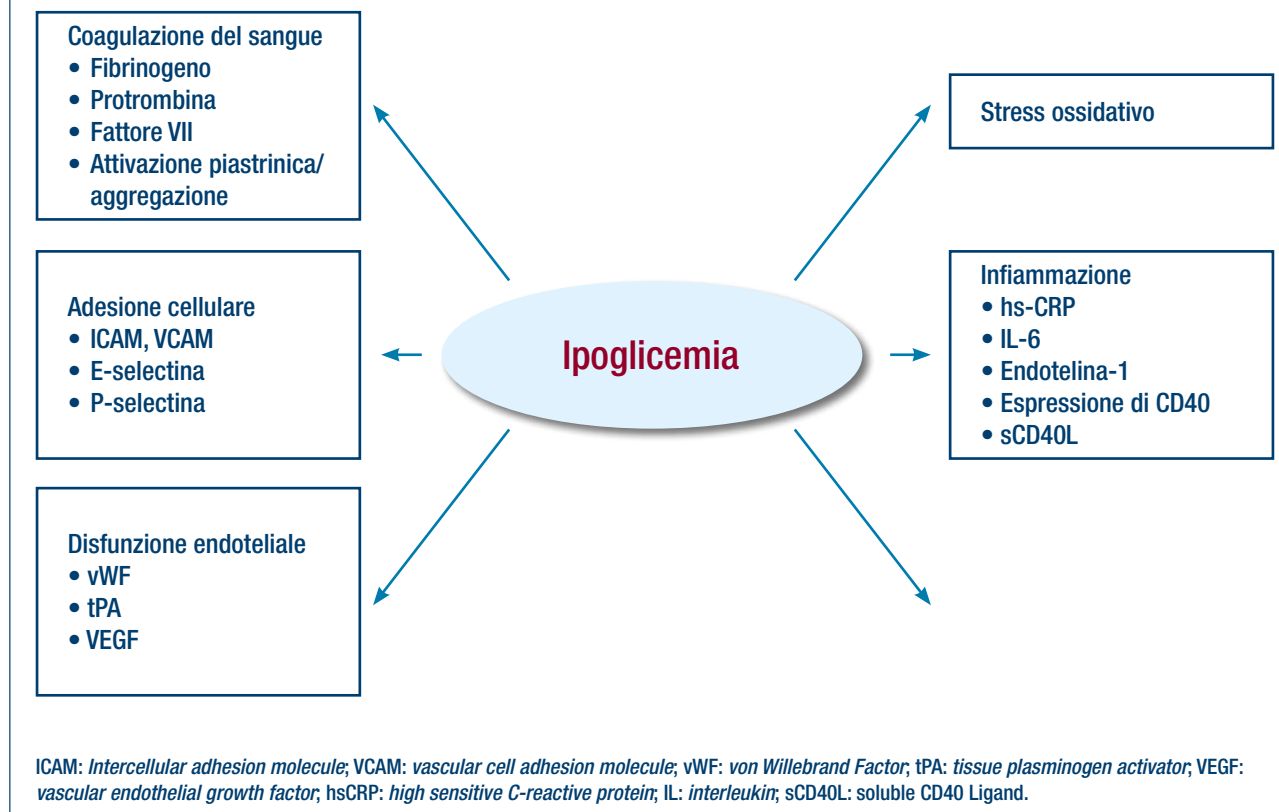 Coagulazione del sangue
• Fibrinogeno
• Protrombina
• Fattore VII
• Attivazione piastrinica/
aggregazione
Stress ossidativo
Adesione cellulare
• ICAM, VCAM
• E-selectina
• P-selectina
Ipoglicemia
Infiammazione
• hs-CRP
• IL-6
• Endotelina-1
• Espressione di CD40
• sCD40L
Disfunzione endoteliale
• vWF
• tPA
• VEGF
ICAM: Intercellular adhesion molecule; VCAM: vascular cell adhesion molecule; vWF: von Willebrand Factor; tPA: tissue plasminogen activator; VEGF:
vascular endothelial growth factor; hsCRP: high sensitive C-reactive protein; IL: interleukin; sCD40L: soluble CD40 Ligand.